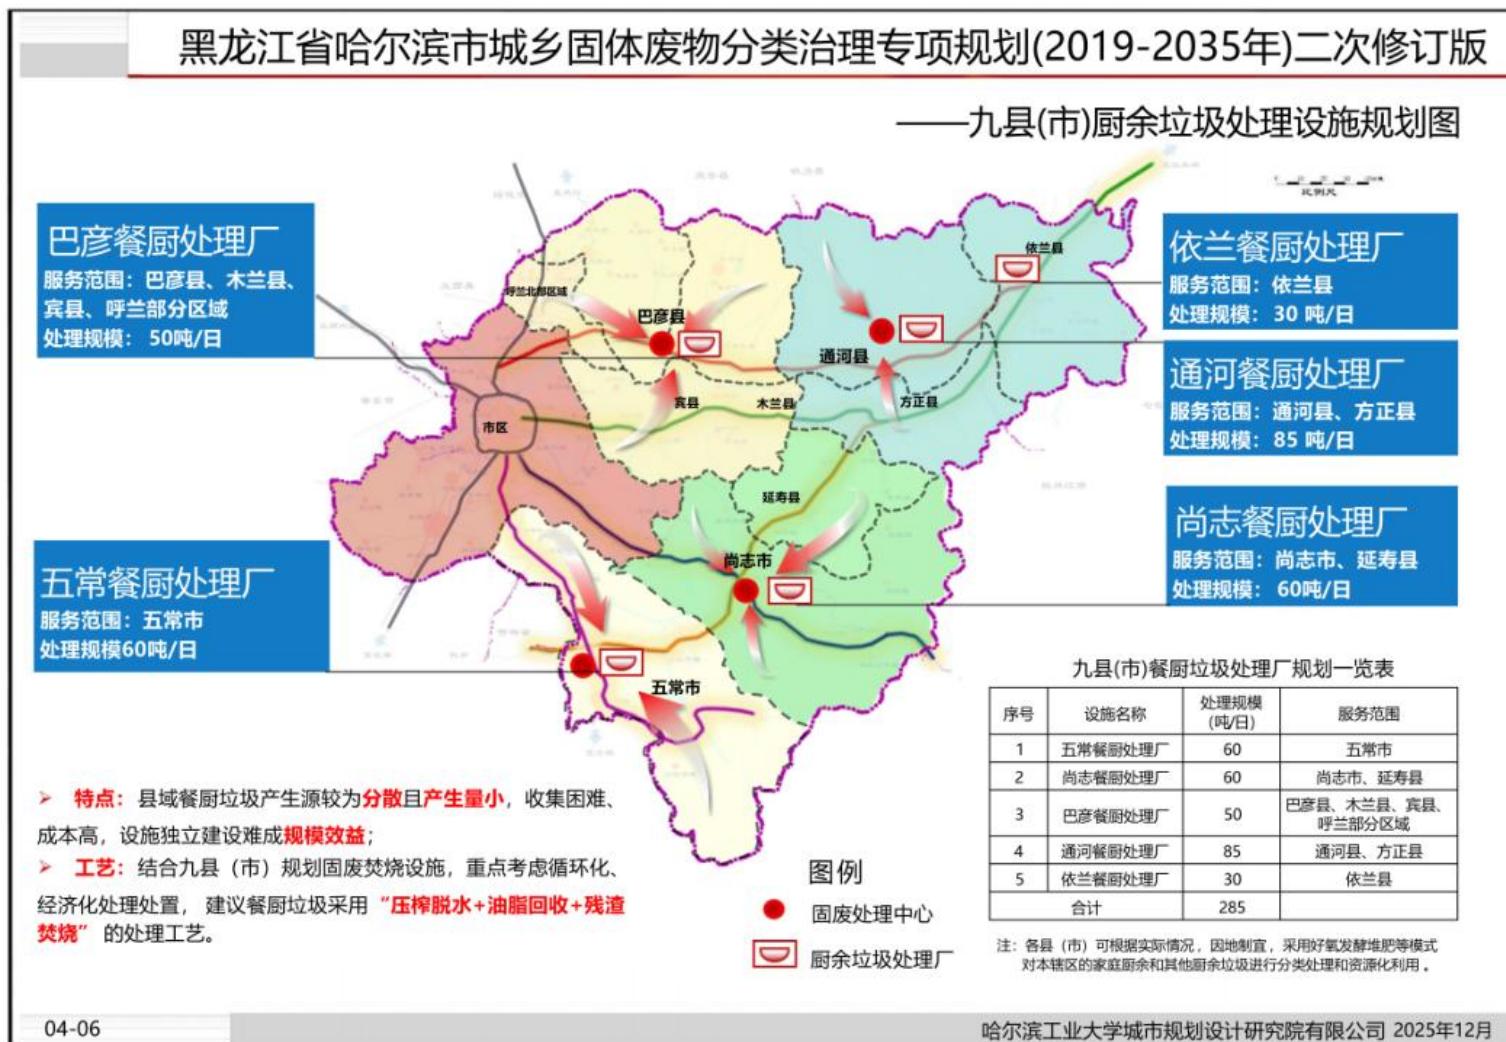 黑龙江省哈尔滨市城乡固体废物分类治理专项规划(2019-2035年)二次修订版
——九县(市)厨余垃圾处理设施规划图
比例尺
巴彦餐厨处理厂
服务范围：巴彦县、木兰县、
宾县、呼兰部分区域
处理规模： 50吨/日
五常餐厨处理厂
服务范围：五常市
处理规模60吨/日
依兰餐厨处理厂
服务范围：依兰县
处理规模： 30 吨/日
通河餐厨处理厂
服务范围：通河县、方正县
处理规模： 85 吨/日
尚志餐厨处理厂
服务范围：尚志市、延寿县
处理规模： 60吨/日
依兰县
呼兰北部区域
巴彦县
通河县
宾县
木兰县
方正县
市区
延寿县
尚志市
五常市
➢ 特点：县域餐厨垃圾产生源较为分散且产生量小，收集困难、
成本高，设施独立建设难成规模效益；
➢ 工艺：结合九县（市）规划固废焚烧设施，重点考虑循环化、
经济化处理处置， 建议餐厨垃圾采用 “压榨脱水+油脂回收+残渣
焚烧” 的处理工艺。
图例
固废处理中心
厨余垃圾处理厂
九县(市)餐厨垃圾处理厂规划一览表
序号 设施名称 处理规模（吨/日） 服务范围
1 五常餐厨处理厂 60 五常市
2 尚志餐厨处理厂 60 尚志市、延寿县
3 巴彦餐厨处理厂 50 巴彦县、木兰县、宾县、呼兰部分区域
4 通河餐厨处理厂 85 通河县、方正县
5 依兰餐厨处理厂 30 依兰县
合计 285
注：各县（市）可根据实际情况，因地制宜，采用好氧发酵堆肥等模式
对本辖区的家庭厨余和其他厨余垃圾进行分类处理和资源化利用 。
04-06
哈尔滨工业大学城市规划设计研究院有限公司 2025年12月